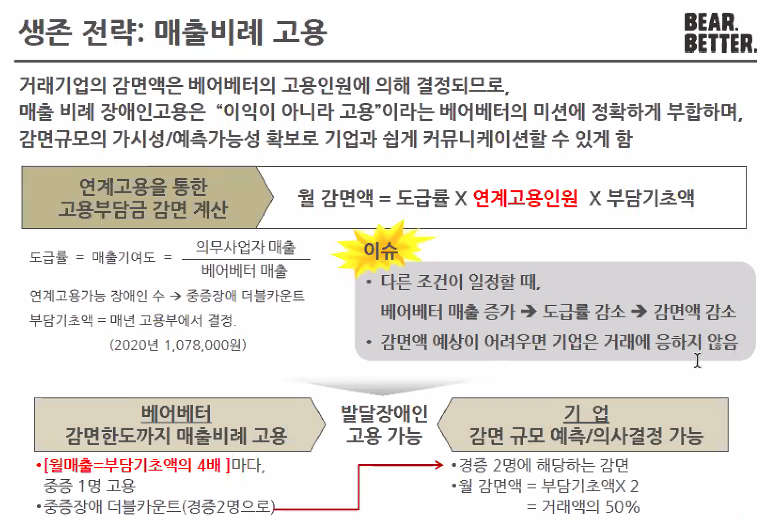 생존 전략: 매출비례 고용
BEAR.
BETTER.
거래기업의 감면액은 베어베터의 고용인원에 의해 결정되므로,
매출 비례 장애인고용은 “이익이 아니라 고용”이라는 베어베터의 미션에 정확하게 부합하며,
감면규모의 가시성/예측가능성 확보로 기업과 쉽게 커뮤니케이션할 수 있게 함
연계고용을 통한
고용부담금 감면 계산
월 감면액 = 도급률 X 연계고용인원 X 부담기초액
도급률 = 매출기여도 = 의무사업자 매출
베어베터 매출
연계고용가능 장애인 수 → 중증장애 더블카운트
부담기초액 = 매년 고용부에서 결정.
(2020년 1,078,000원)
이슈
• 다른 조건이 일정할 때,
베어베터 매출 증가 → 도급률 감소 → 감면액 감소
• 감면액 예상이 어려우면 기업은 거래에 응하지 않음
베어베터
감면한도까지 매출비례 고용
•[월매출=부담기초액의 4배 ]마다,
중증 1명 고용
•중증장애 더블카운트(경증2명으로)
발달장애인
고용 가능
기 업
감면 규모 예측/의사결정 가능
•경증 2명에 해당하는 감면
•월 감면액 = 부담기초액X 2
= 거래액의 50%